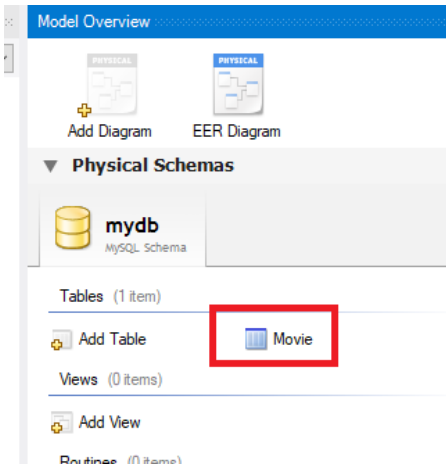 Model Overview
PHYSICAL PHYSICAL
Add Diagram EER Diagram
Physical Schemas
mydb
MySQL Schema
Tables (1 item)
Add Table Movie
Views (0 items)
Add View
Routines (0 items)